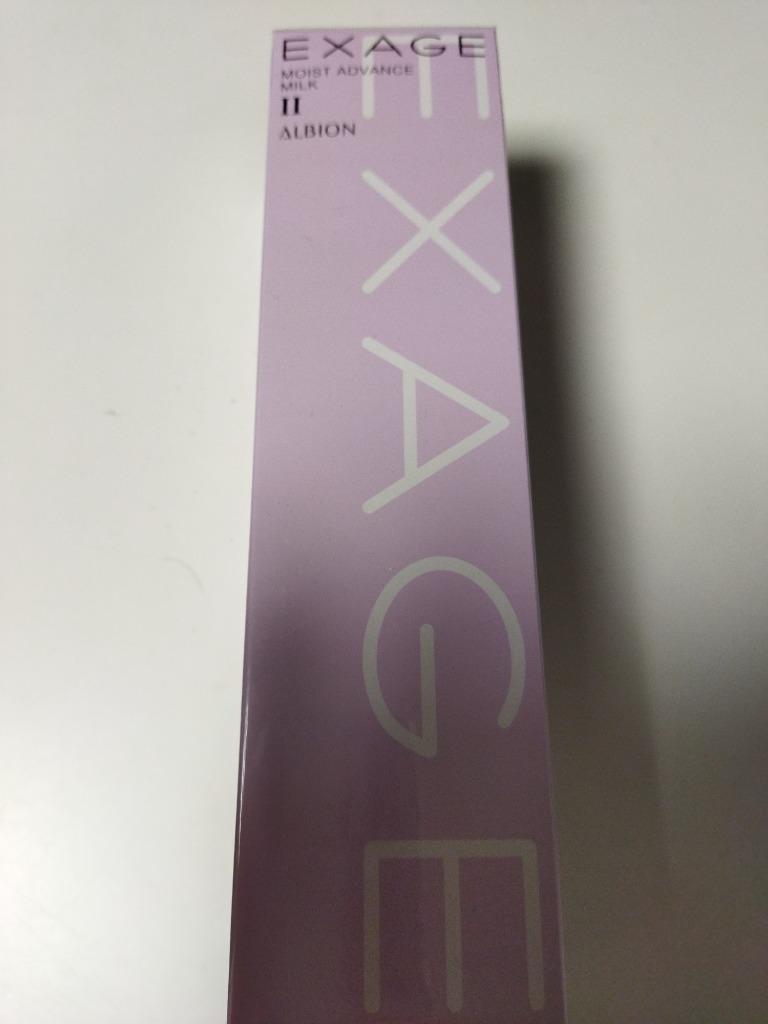 EXAGE
MOIST ADVANCE
MILK
II
ALBION
EXAGE